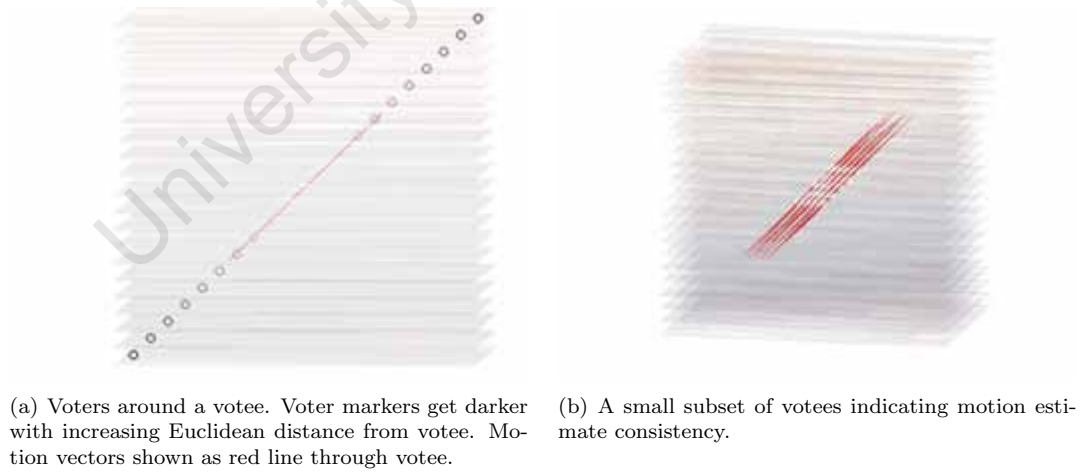 University
(a) Voters around a votee. Voter markers get darker
with increasing Euclidean distance from votee. Mo-
tion vectors shown as red line through votee.
(b) A small subset of votees indicating motion esti-
mate consistency.